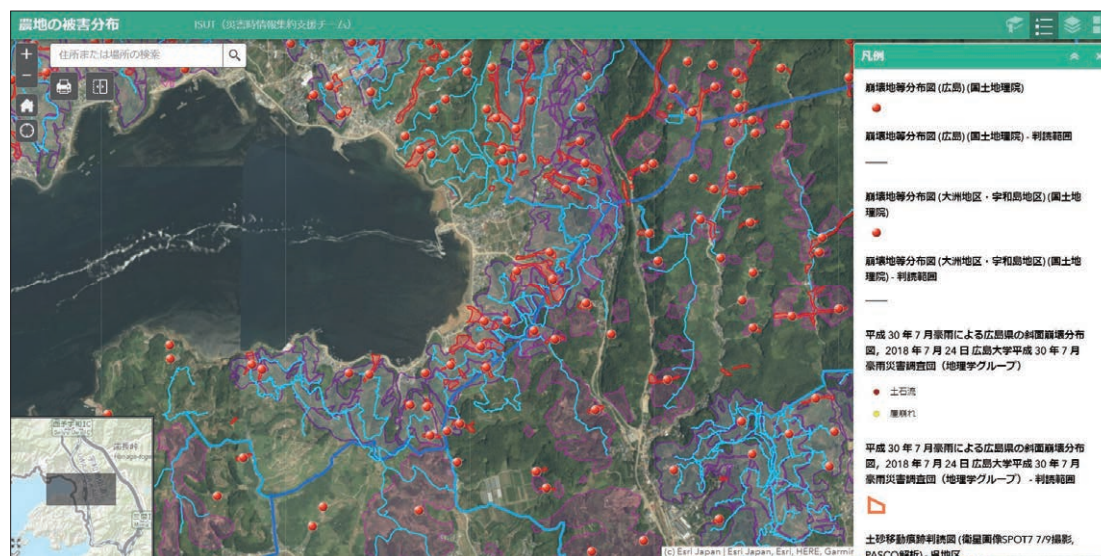 農地の被害分布
ISUT（災害時情報集約支援チーム）
住所または場所の検索
凡例
崩壊地等分布図(広島)(国土地理院)
崩壊地等分布図(広島)(国土地理院) - 判読範囲
崩壊地等分布図(大洲地区・宇和島地区)(国土地
理院)
崩壊地等分布図(大洲地区・宇和島地区)(国土地
理院) - 判読範囲
平成 30 年 7 月豪雨による広島県の斜面崩壊分布
図，2018 年 7 月 24 日 広島大学平成 30 年 7 月
豪雨災害調査団（地理学グループ）
土石流
崖崩れ
平成 30 年 7 月豪雨による広島県の斜面崩壊分布
図，2018 年 7 月 24 日 広島大学平成 30 年 7 月
豪雨災害調査団（地理学グループ） - 判読範囲
土砂移動痕跡判読図(衛星画像SPOT7 7/9撮影,
PASCO解析) - 呉地区
(c) Esri Japan | Esri Japan, Esri, HERE, Garmin